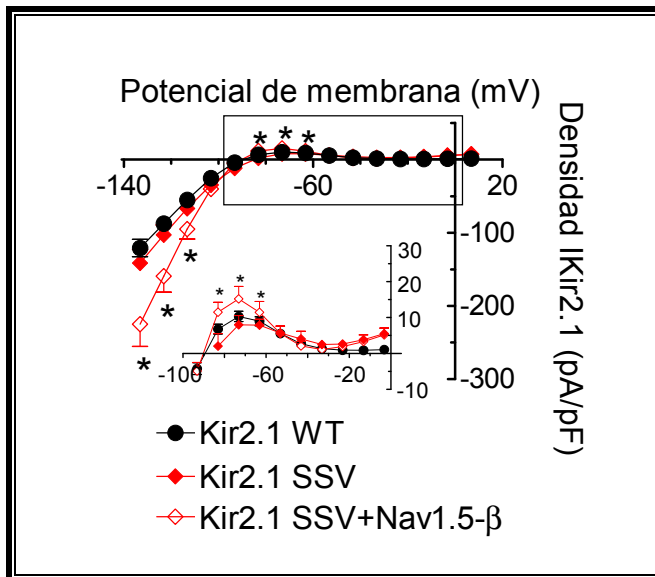 Potencial de membrana (mV)
* * *
-140
-60
20
-100
-200
-300
Densidad IKir2.1 (pA/pF)
*
*
*
30
20
10
-10
* * *
-100
-60
-20
Kir2.1 WT
Kir2.1 SSV
Kir2.1 SSV+Nav1.5-β